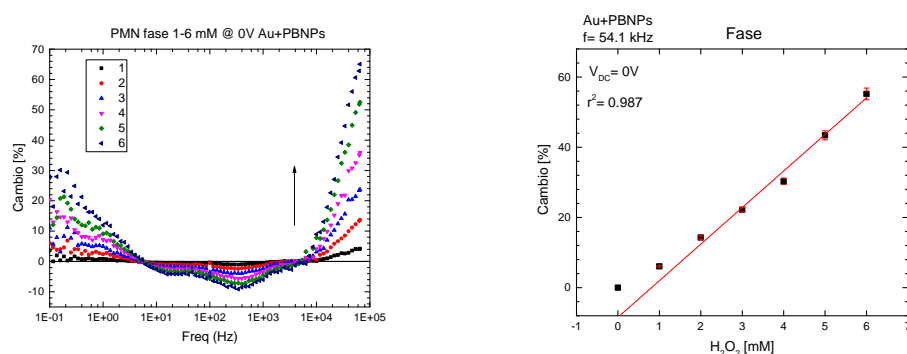 PMN fase 1-6 mM @ 0V Au+PBNPs
70
60
50
40
30
20
10
0
-10
Cambio [%]
1
2
3
4
5
6
1E-01 1E+00 1E+01 1E+02 1E+03 1E+04 1E+05
Freq (Hz)
Au+PBNPs
f= 54.1 kHz
Fase
V_DC= 0V
r²= 0.987
60
40
20
0
Cambio [%]
-1 0 1 2 3 4 5 6 7
H₂O₂ [mM]